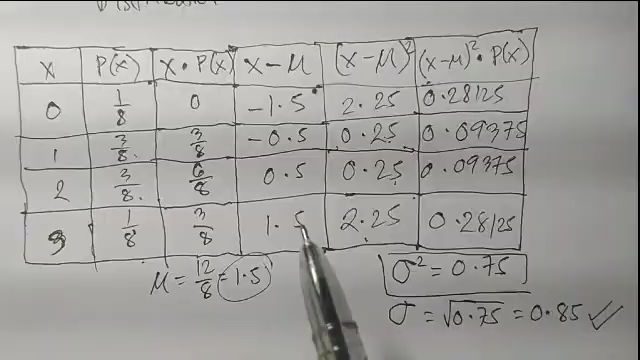 Distribution
X P(X) X · P(X) X – μ (X – μ)² (X – μ)² · P(X)
0 1/8 0 –1.5 2.25 0.28125
1 3/8 3/8 –0.5 0.25 0.09375
2 3/8 6/8 0.5 0.25 0.09375
3 1/8 3/8 1.5 2.25 0.28125
μ = 12/8 = 1.5
σ² = 0.75
σ = √0.75 = 0.85 ✓